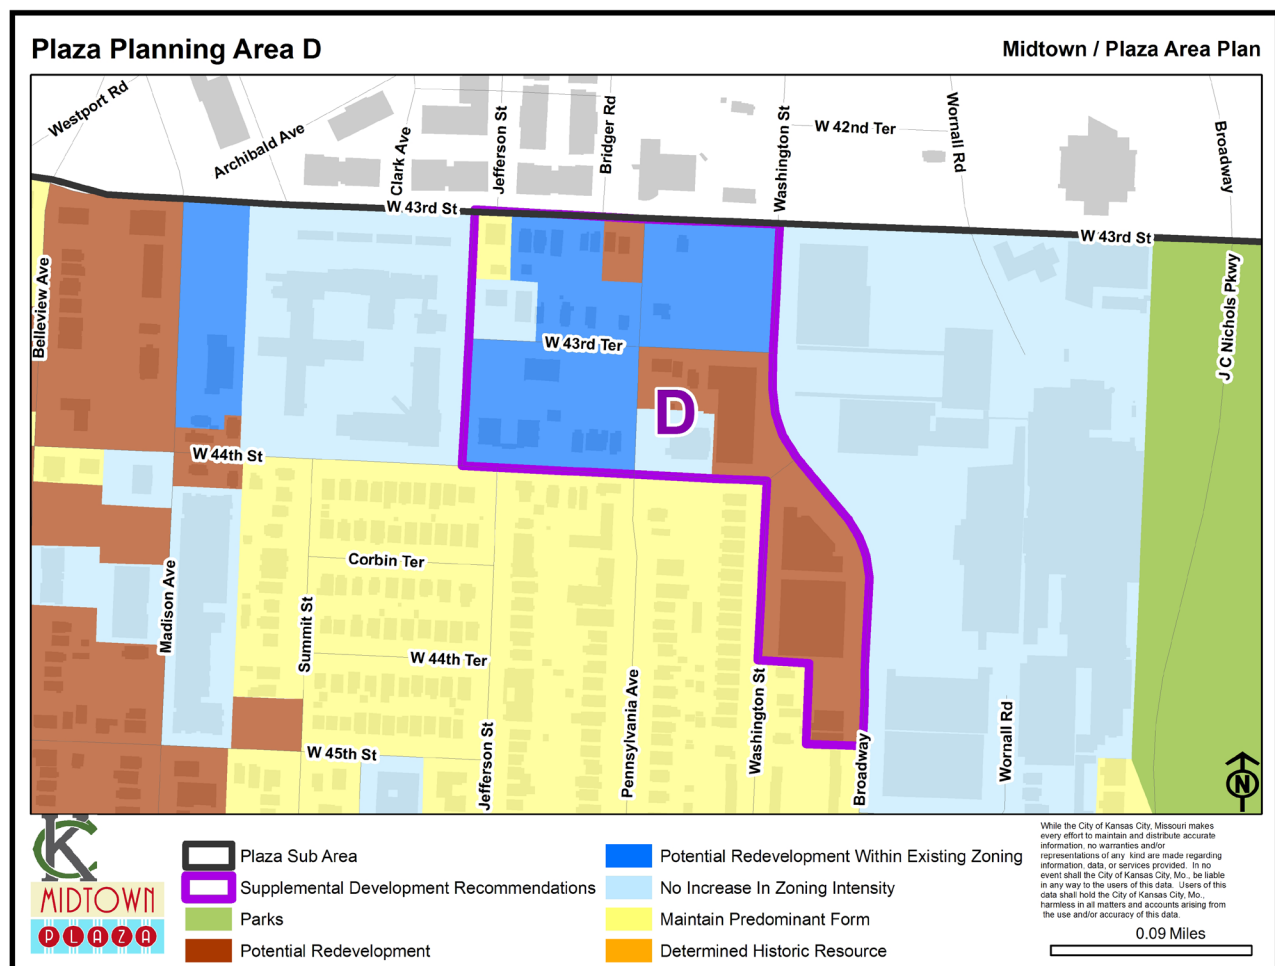 Plaza Planning Area D
Midtown / Plaza Area Plan
Westport Rd
Archibald Ave
Clark Ave
Jefferson St
Bridger Rd
Washington St
W 42nd Ter
Wornall Rd
Broadway
W 43rd St
W 43rd St
Belleview Ave
J C Nichols Pkwy
W 43rd Ter
D
W 44th St
Corbin Ter
Madison Ave
Summit St
W 44th Ter
Pennsylvania Ave
Washington St
Wornall Rd
W 45th St
Jefferson St
Broadway
N
KC
MIDTOWN
PLAZA
Plaza Sub Area
Supplemental Development Recommendations
Parks
Potential Redevelopment
Potential Redevelopment Within Existing Zoning
No Increase In Zoning Intensity
Maintain Predominant Form
Determined Historic Resource
While the City of Kansas City, Missouri makes
every effort to maintain and distribute accurate
information, no warranties and/or
representations of any kind are made regarding
information, data, or services provided. In no
event shall the City of Kansas City, Mo., be liable
in any way to the users of this data. Users of this
data shall hold the City of Kansas City, Mo.,
harmless in all matters and accounts arising from
the use and/or accuracy of this data.
0.09 Miles